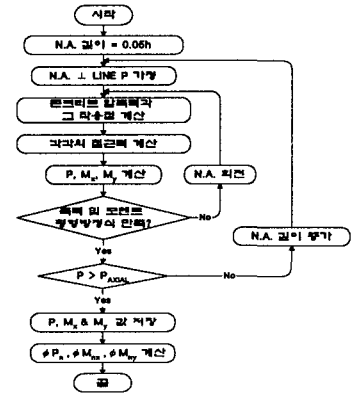 시작
N.A. 깊이 = 0.05h
N.A. ⊥ LINE P 가정
콘크리트 압축력과
그 작용점 계산
각각의 철근력 계산
P, Mx, My 계산
N.A. 회전
축력 및 모멘트
평형방정식 만족?
No
Yes
N.A. 깊이 증가
P > PAXIAL
No
Yes
P, Mx & My 값 저장
ϕPn, ϕMnx, ϕMny 계산
끝